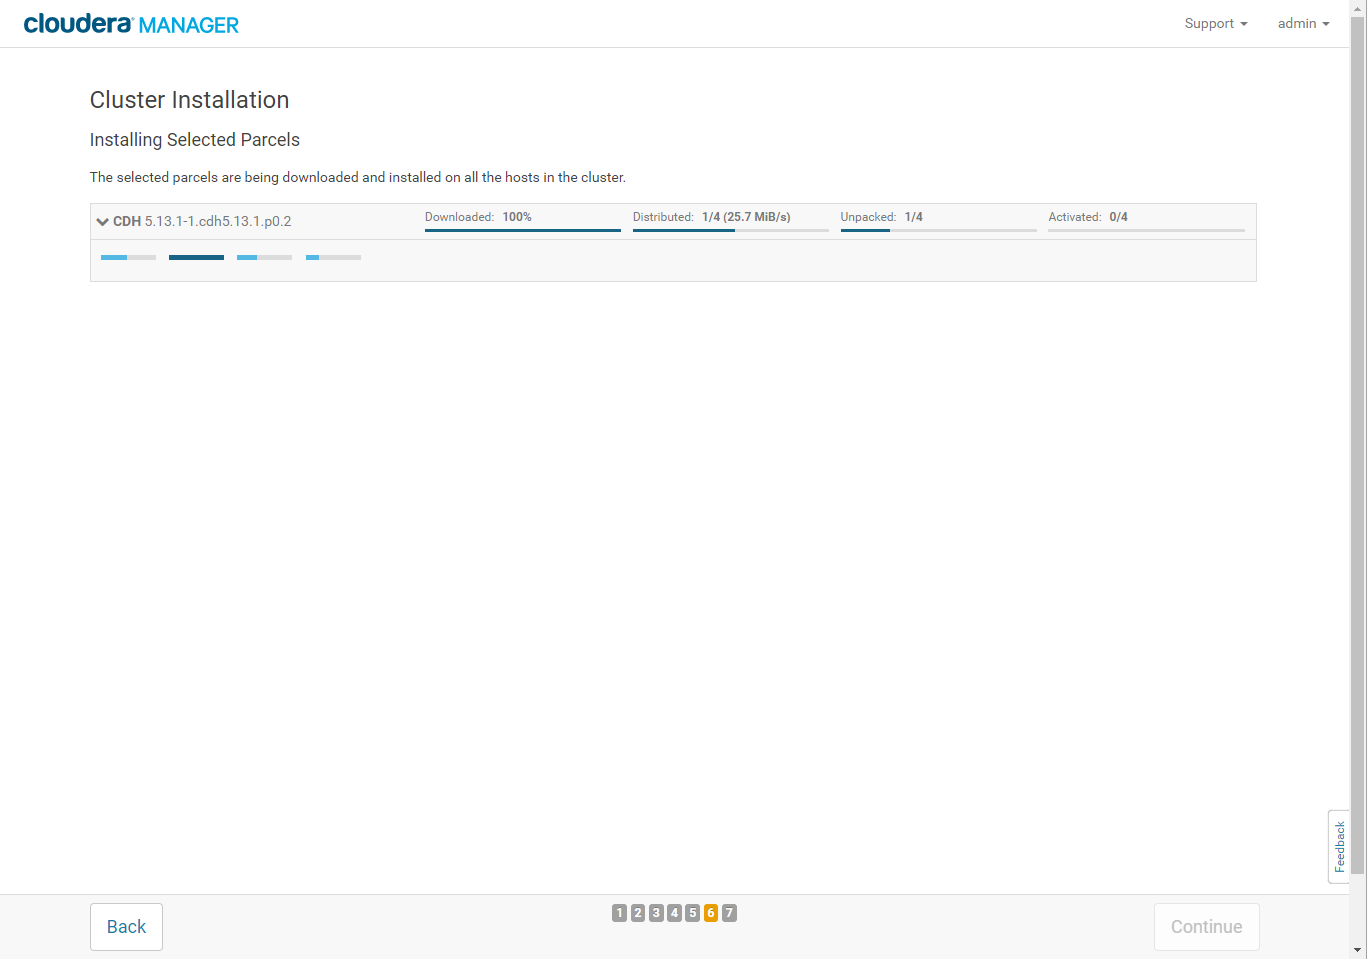 cloudera MANAGER
Support
admin
Cluster Installation
Installing Selected Parcels
The selected parcels are being downloaded and installed on all the hosts in the cluster.
CDH 5.13.1-1.cdh5.13.1.p0.2
Downloaded: 100%
Distributed: 1/4 (25.7 MiB/s)
Unpacked: 1/4
Activated: 0/4
Feedback
Back
1 2 3 4 5 6 7
Continue